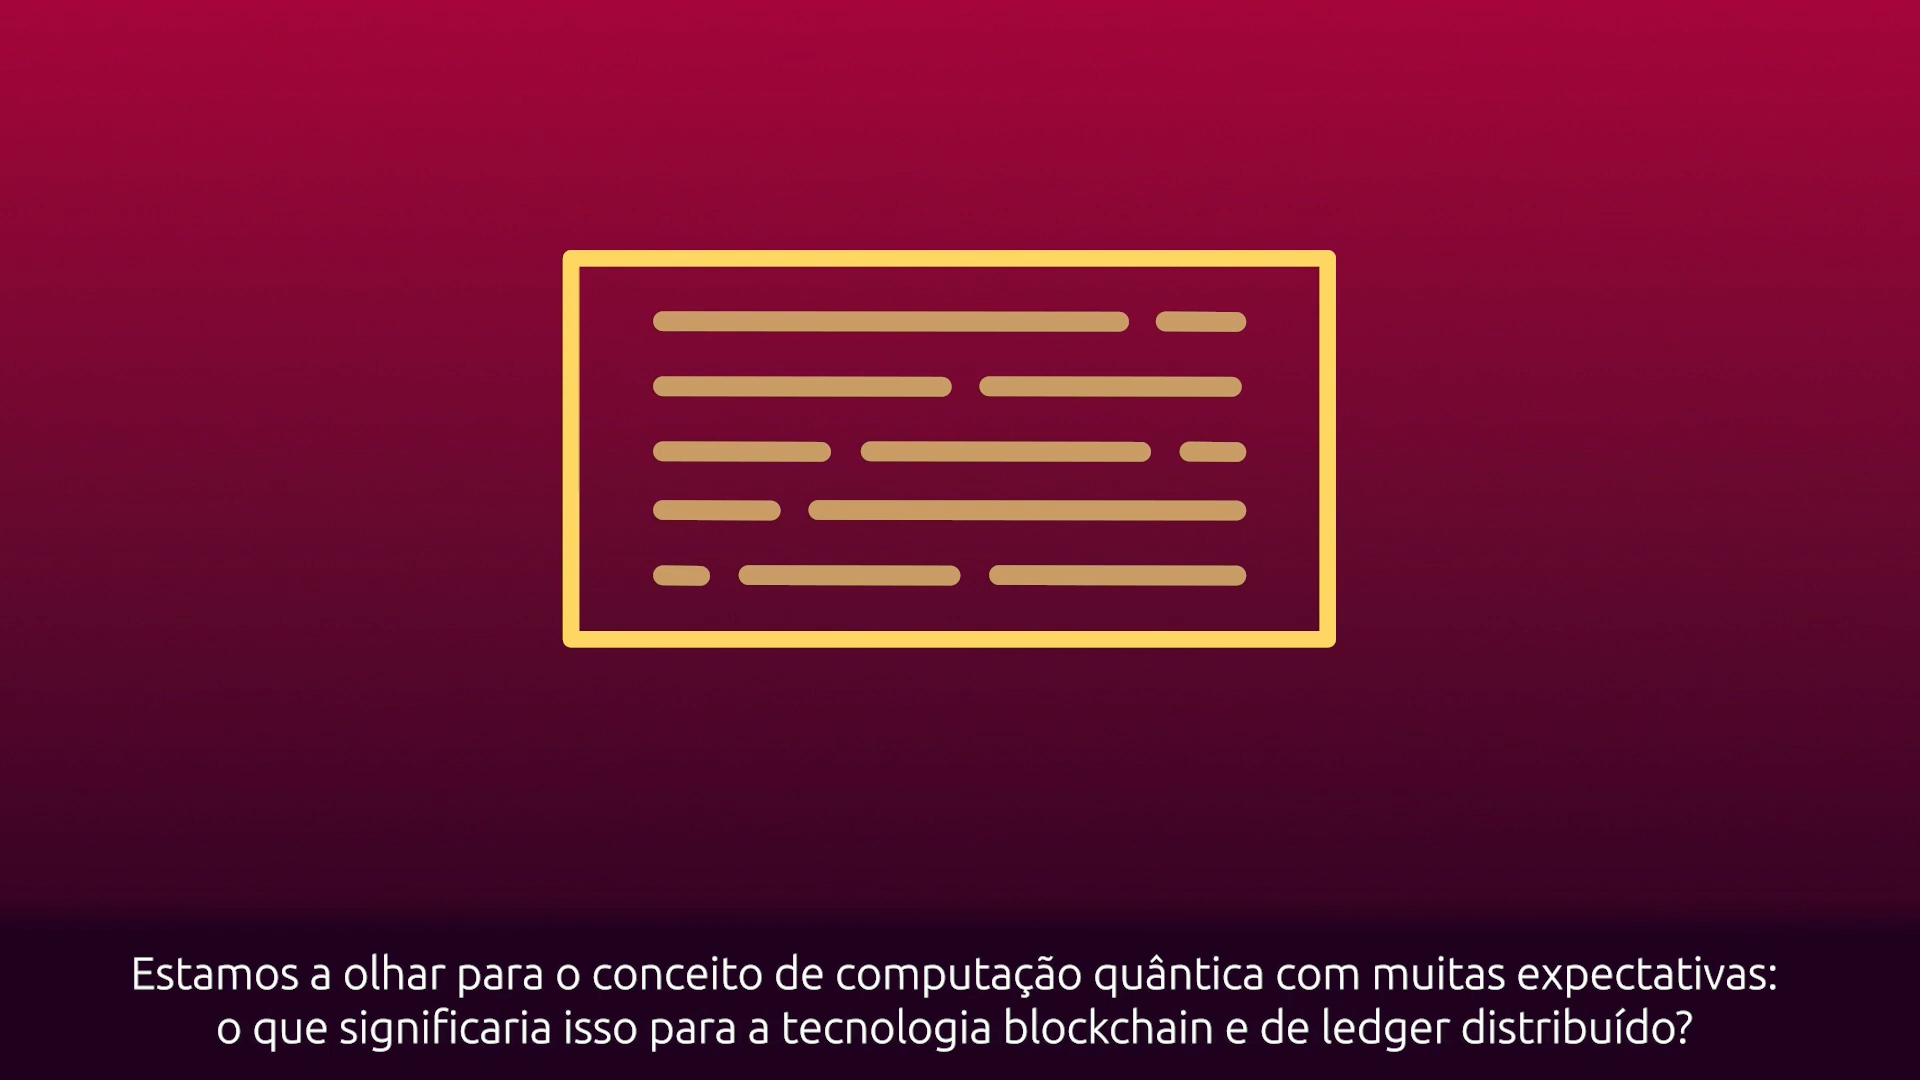 Estamos a olhar para o conceito de computação quântica com muitas expectativas:
o que significaria isso para a tecnologia blockchain e de ledger distribuído?